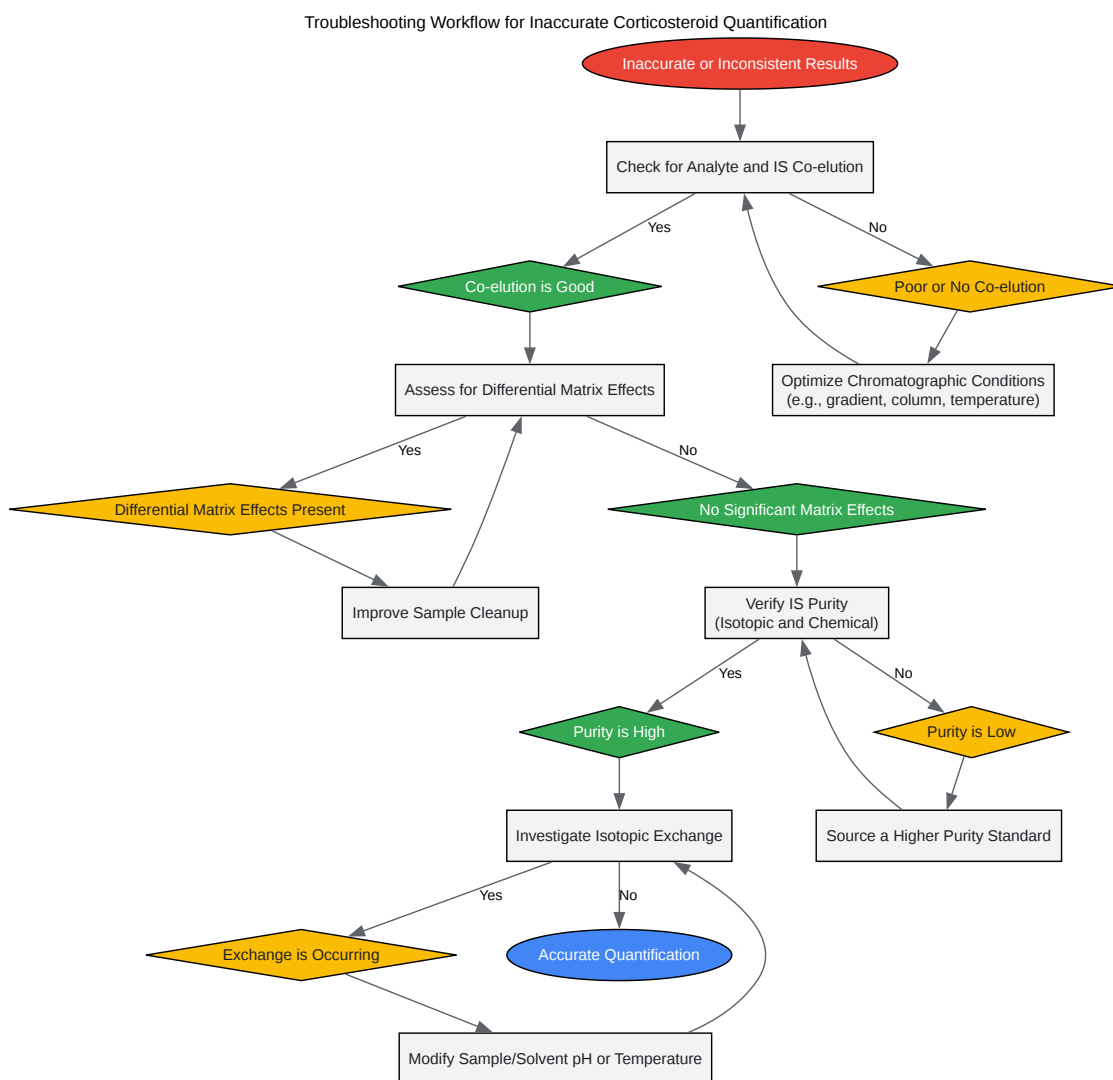 Troubleshooting Workflow for Inaccurate Corticosteroid Quantification
Inaccurate or Inconsistent Results
Check for Analyte and IS Co-elution
Yes
No
Co-elution is Good
Poor or No Co-elution
Assess for Differential Matrix Effects
Optimize Chromatographic Conditions
(e.g., gradient, column, temperature)
Yes
No
Differential Matrix Effects Present
No Significant Matrix Effects
Improve Sample Cleanup
Verify IS Purity
(Isotopic and Chemical)
Yes
No
Purity is High
Purity is Low
Investigate Isotopic Exchange
Source a Higher Purity Standard
Yes
No
Exchange is Occurring
Accurate Quantification
Modify Sample/Solvent pH or Temperature